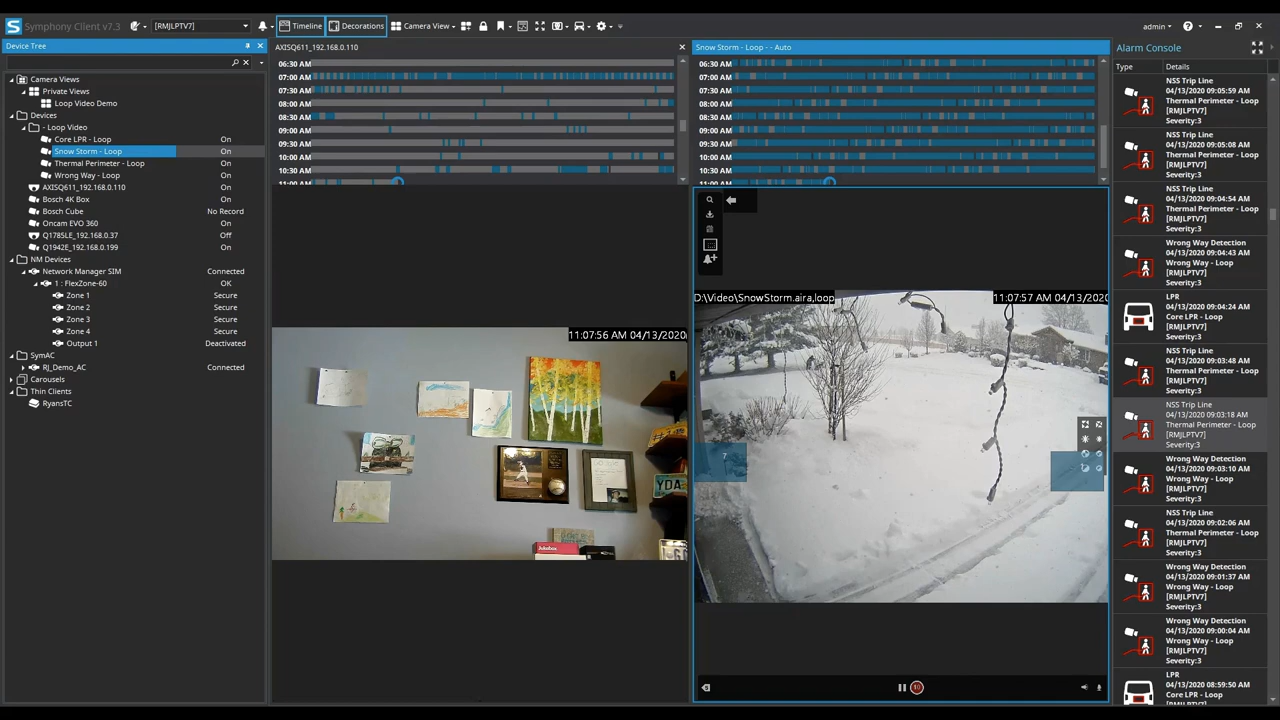 Symphony Client v7.3
[RMJLPTV7]
Timeline
Decorations
Camera View
admin
Device Tree
Camera Views
Private Views
Loop Video Demo
Devices
- Loop Video
Core LPR - Loop On
Snow Storm - Loop On
Thermal Perimeter - Loop On
Wrong Way - Loop On
AXISQ611_192.168.0.110 On
Bosch 4K Box On
Bosch Cube No Record
Oncam EVO 360 On
Q1785LE_192.168.0.37 Off
Q1942E_192.168.0.199 On
NM Devices
Network Manager SIM Connected
1 : FlexZone-60 OK
Zone 1 Secure
Zone 2 Secure
Zone 3 Secure
Zone 4 Secure
Output 1 Deactivated
SymAC
RJ_Demo_AC Connected
Carousels
Thin Clients
RyansTC
AXISQ611_192.168.0.110
06:30 AM
07:00 AM
07:30 AM
08:00 AM
08:30 AM
09:00 AM
09:30 AM
10:00 AM
10:30 AM
11:00 AM
11:07:56 AM 04/13/2020
YDA
Jukebox
Snow Storm - Loop - - Auto
06:30 AM
07:00 AM
07:30 AM
08:00 AM
08:30 AM
09:00 AM
09:30 AM
10:00 AM
10:30 AM
11:00 AM
D:\Video\SnowStorm.aira,loop
11:07:57 AM 04/13/2020
?
10
Alarm Console
Type Details
NSS Trip Line
04/13/2020 09:05:59 AM
Thermal Perimeter - Loop
[RMJLPTV7]
Severity:3
NSS Trip Line
04/13/2020 09:05:08 AM
Thermal Perimeter - Loop
[RMJLPTV7]
Severity:3
NSS Trip Line
04/13/2020 09:04:54 AM
Thermal Perimeter - Loop
[RMJLPTV7]
Severity:3
Wrong Way Detection
04/13/2020 09:04:43 AM
Wrong Way - Loop
[RMJLPTV7]
Severity:3
LPR
04/13/2020 09:04:24 AM
Core LPR - Loop
[RMJLPTV7]
Severity:3
NSS Trip Line
04/13/2020 09:03:48 AM
Thermal Perimeter - Loop
[RMJLPTV7]
Severity:3
NSS Trip Line
04/13/2020 09:03:18 AM
Thermal Perimeter - Loop
[RMJLPTV7]
Severity:3
Wrong Way Detection
04/13/2020 09:03:10 AM
Wrong Way - Loop
[RMJLPTV7]
Severity:3
NSS Trip Line
04/13/2020 09:02:06 AM
Thermal Perimeter - Loop
[RMJLPTV7]
Severity:3
Wrong Way Detection
04/13/2020 09:01:37 AM
Wrong Way - Loop
[RMJLPTV7]
Severity:3
Wrong Way Detection
04/13/2020 09:00:04 AM
Wrong Way - Loop
[RMJLPTV7]
Severity:3
LPR
04/13/2020 08:59:50 AM
Core LPR - Loop
[RMJLPTV7]